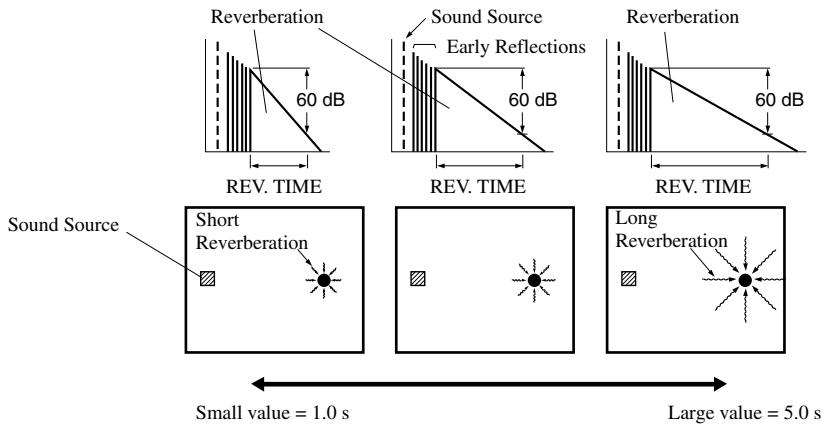 Reverberation
Sound Source
Early Reflections
Reverberation
60 dB
60 dB
60 dB
REV. TIME
REV. TIME
REV. TIME
Sound Source
Short
Reverberation
Long
Reverberation
Small value = 1.0 s
Large value = 5.0 s